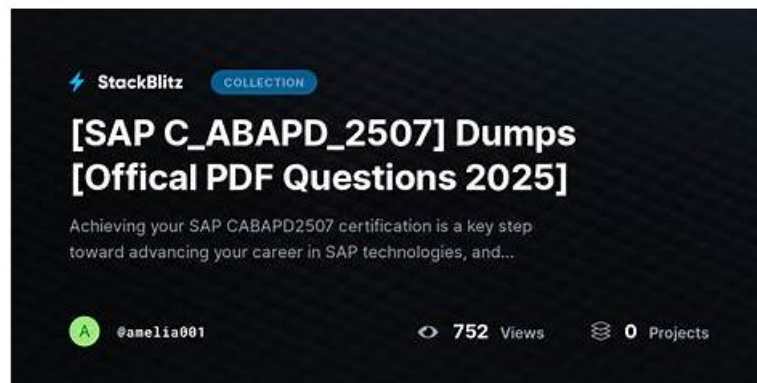 StackBlitz COLLECTION
[SAP C_ABAPD_2507] Dumps
[Offical PDF Questions 2025]
Achieving your SAP CABAPD2507 certification is a key step
toward advancing your career in SAP technologies, and...
A @amelia001 752 Views 0 Projects